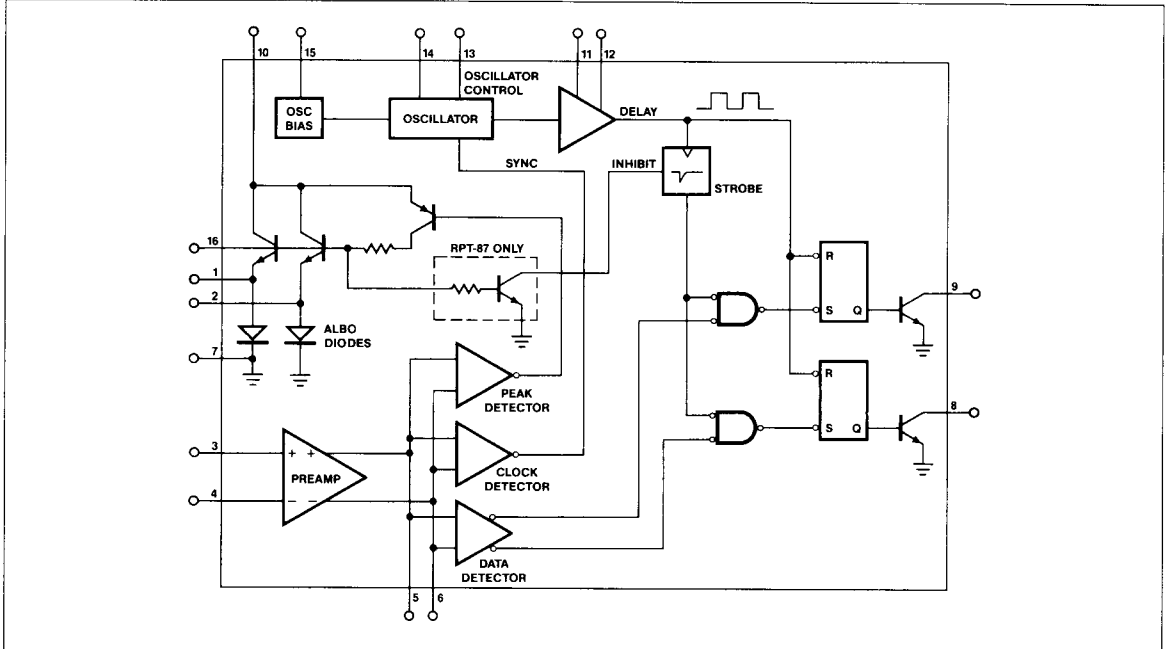 10
15
14
13
11
12
OSCILLATOR
CONTROL
OSC
BIAS
OSCILLATOR
DELAY
SYNC
INHIBIT
STROBE
16
RPT-87 ONLY
1
2
ALBO
DIODES
7
R
S Q
9
PEAK
DETECTOR
R
S Q
8
3
+ +
PREAMP
4
− −
CLOCK
DETECTOR
DATA
DETECTOR
5
6